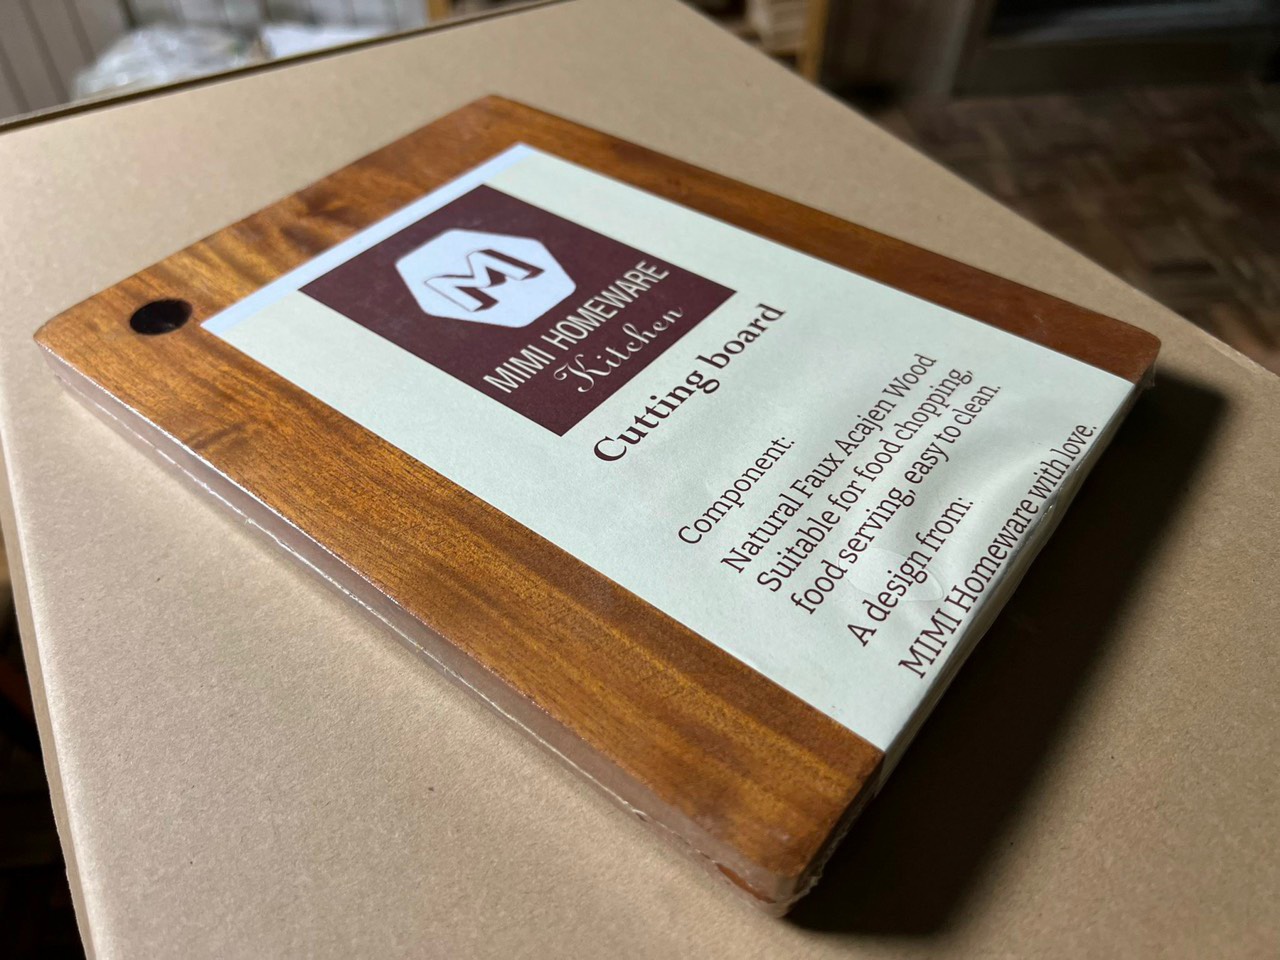 M
MIMI HOMEWARE
Kitchen
Cutting board
Component:
Natural Faux Acajen Wood
Suitable for food chopping,
food serving, easy to clean.
A design from:
MIMI Homeware with love.